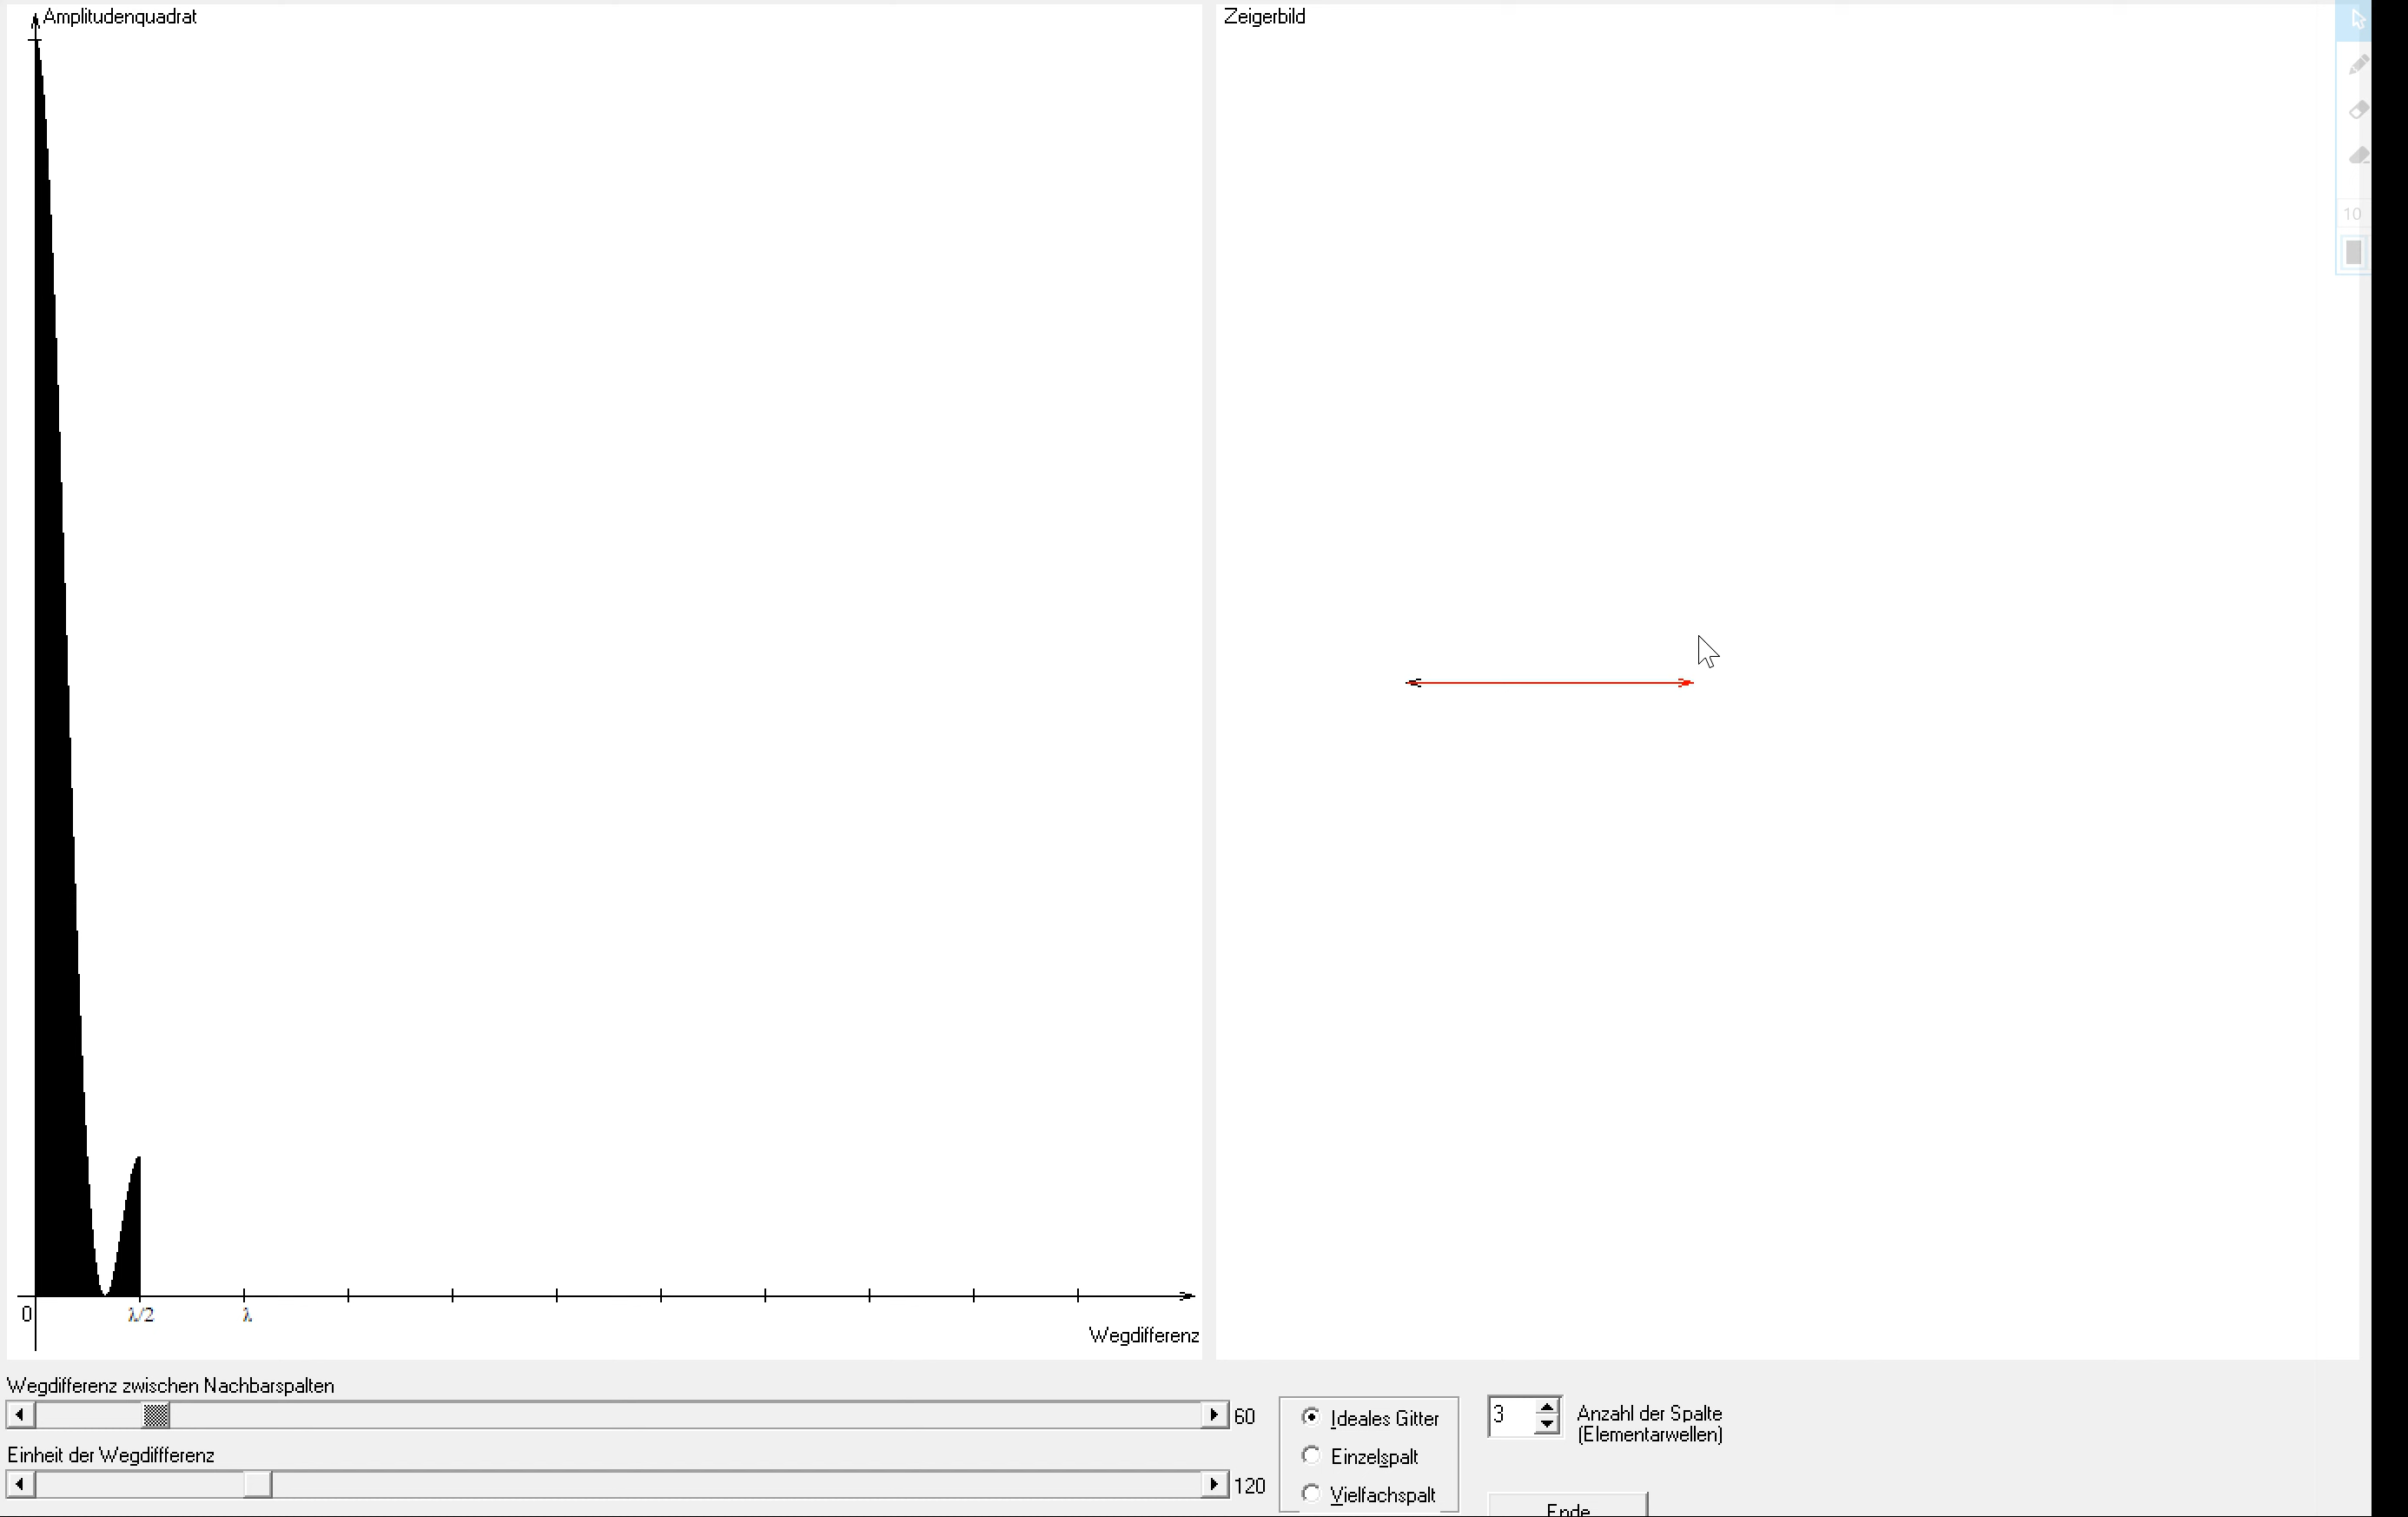 Amplitudenquadrat
Zeigerbild
10
0
λ/2
λ
Wegdifferenz
Wegdifferenz zwischen Nachbarspalten
60
Einheit der Wegdiffferenz
120
Ideales Gitter
Einzelspalt
Vielfachspalt
3
Anzahl der Spalte
(Elementarwellen)
Ende